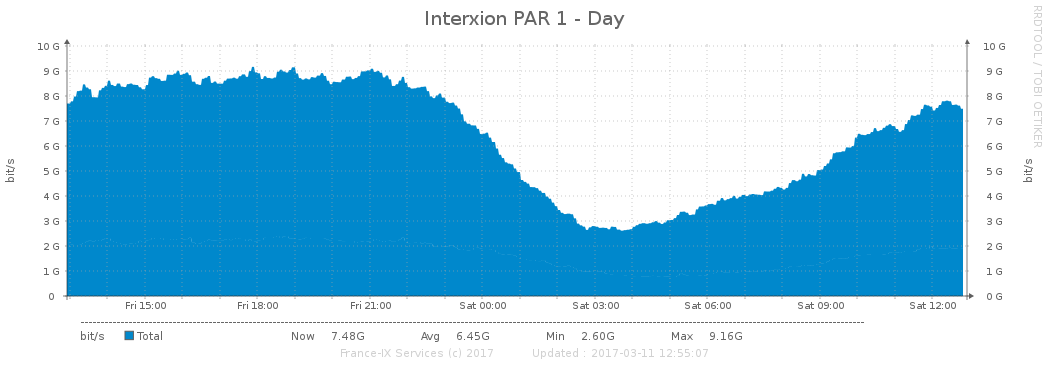 Interxion PAR 1 - Day
RRDTOOL / TOBI OETIKER
10 G 10 G
9 G 9 G
8 G 8 G
7 G 7 G
6 G 6 G
5 G 5 G
4 G 4 G
3 G 3 G
2 G 2 G
1 G 1 G
0 0 G
bit/s bit/s
Fri 15:00 Fri 18:00 Fri 21:00 Sat 00:00 Sat 03:00 Sat 06:00 Sat 09:00 Sat 12:00
bit/s Total Now 7.48G Avg 6.45G Min 2.60G Max 9.16G
France-IX Services (c) 2017 Updated : 2017-03-11 12:55:07